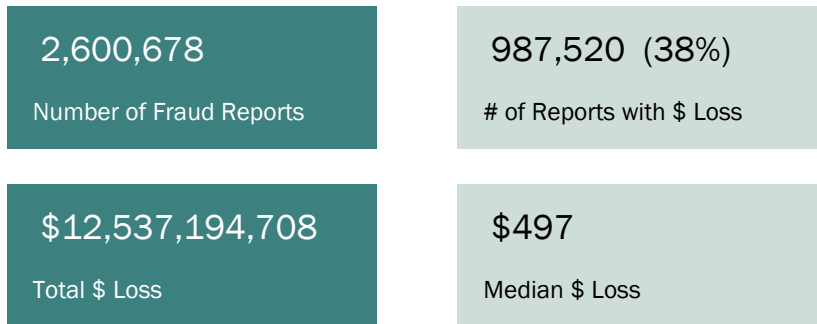 2,600,678
Number of Fraud Reports
987,520 (38%)
# of Reports with $ Loss
$12,537,194,708
Total $ Loss
$497
Median $ Loss